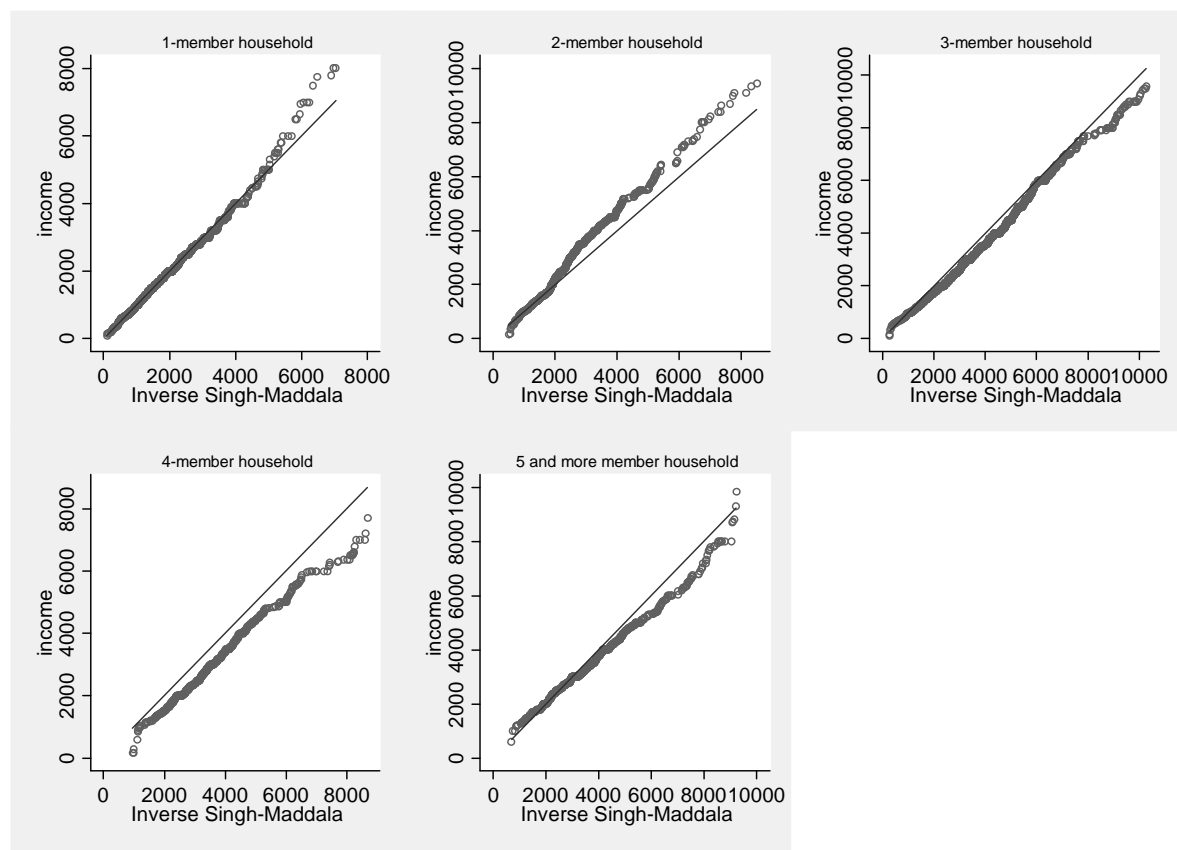 1-member household
income
0 2000 4000 6000 8000
0 2000 4000 6000 8000
Inverse Singh-Maddala
2-member household
income
0 2000 4000 6000 8000 10000
0 2000 4000 6000 8000
Inverse Singh-Maddala
3-member household
income
0 2000 4000 6000 8000 10000
0 2000 4000 6000 8000 10000
Inverse Singh-Maddala
4-member household
income
0 2000 4000 6000 8000
0 2000 4000 6000 8000
Inverse Singh-Maddala
5 and more member household
income
0 2000 4000 6000 8000 10000
0 2000 4000 6000 8000 10000
Inverse Singh-Maddala